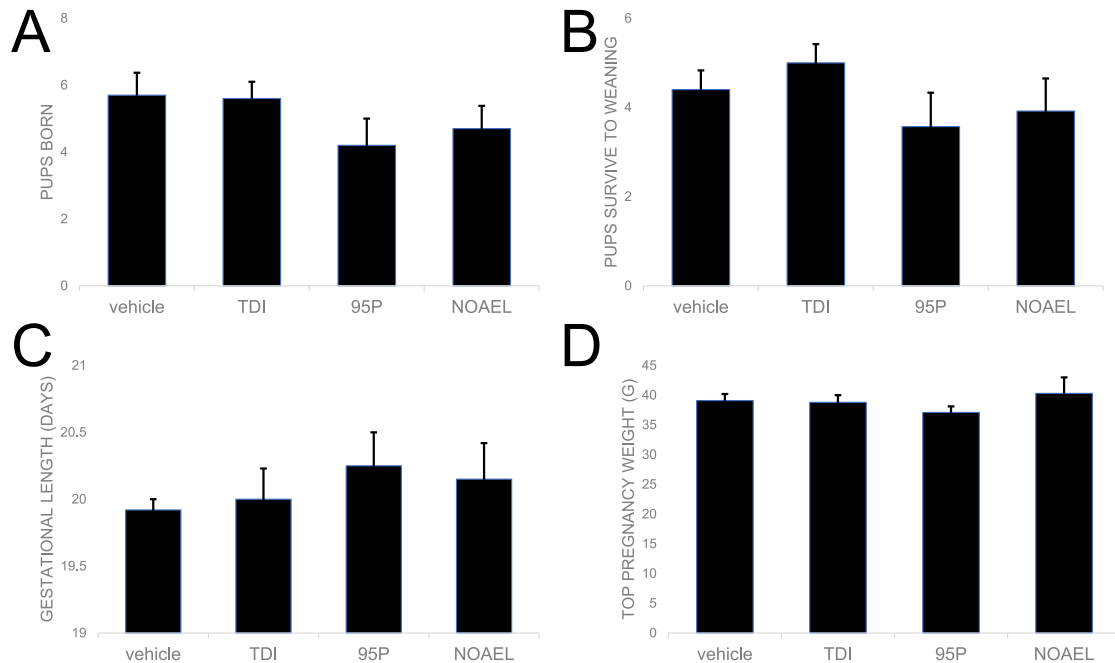 A
PUPS BORN
8
6
4
2
0
vehicle TDI 95P NOAEL
B
PUPS SURVIVE TO WEANING
6
4
2
0
vehicle TDI 95P NOAEL
C
GESTATIONAL LENGTH (DAYS)
21
20.5
20
19.5
19
vehicle TDI 95P NOAEL
D
TOP PREGNANCY WEIGHT (G)
45
40
35
30
25
20
15
10
5
0
vehicle TDI 95P NOAEL